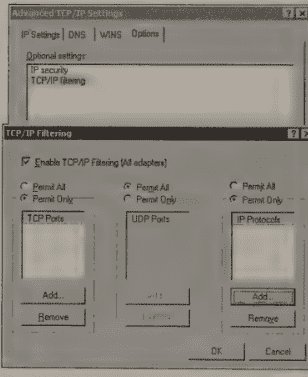 Advanced TCP/IP Settings
IP Settings DNS WINS Options
Optional settings:
IP security
TCP/IP filtering
TCP/IP Filtering
Enable TCP/IP Filtering (All adapters)
Permit All Permit All Permit All
Permit Only Permit Only Permit Only
TCP Ports UDP Ports IP Protocols
Add... Add...
Remove Remove
OK Cancel